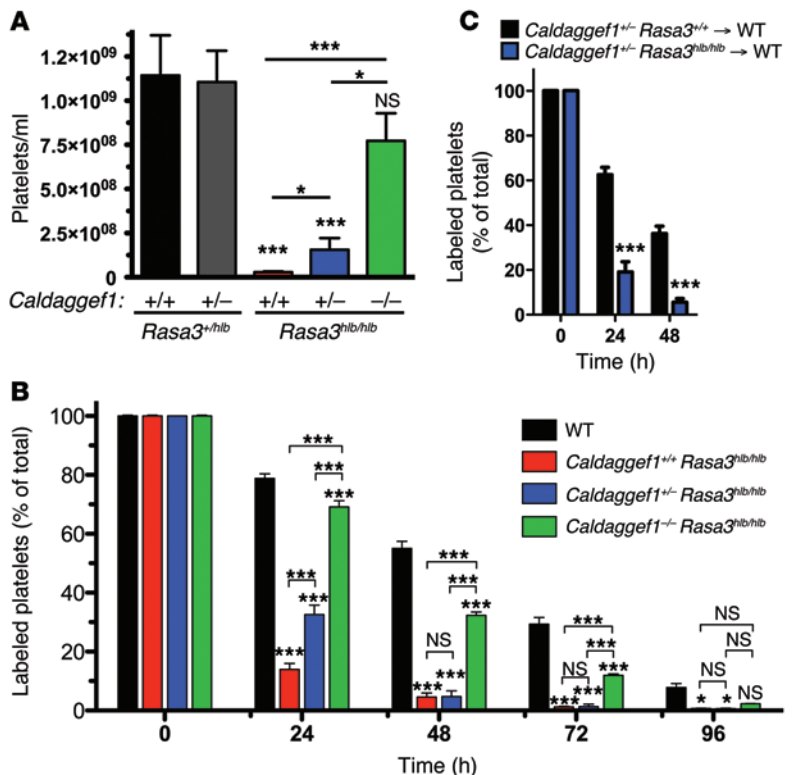 A
Platelets/ml
1.2×10⁰⁹
1.0×10⁰⁹
7.5×10⁰⁸
5.0×10⁰⁸
2.5×10⁰⁸
0
***
*
NS
*
***
***
Caldaggef1: +/+ +/– +/+ +/– –/–
Rasa3+/hlb Rasa3hlb/hlb
C
Caldaggef1+/– Rasa3+/+ → WT
Caldaggef1+/– Rasa3hlb/hlb → WT
Labeled platelets
(% of total)
100
80
60
40
20
0
***
***
0 24 48
Time (h)
B
Labeled platelets (% of total)
100
80
60
40
20
0
WT
Caldaggef1+/+ Rasa3hlb/hlb
Caldaggef1+/– Rasa3hlb/hlb
Caldaggef1–/– Rasa3hlb/hlb
***
***
***
***
***
***
***
***
***
NS
***
***
***
***
***
NS
***
***
NS
NS
NS
NS
* *
0 24 48 72 96
Time (h)